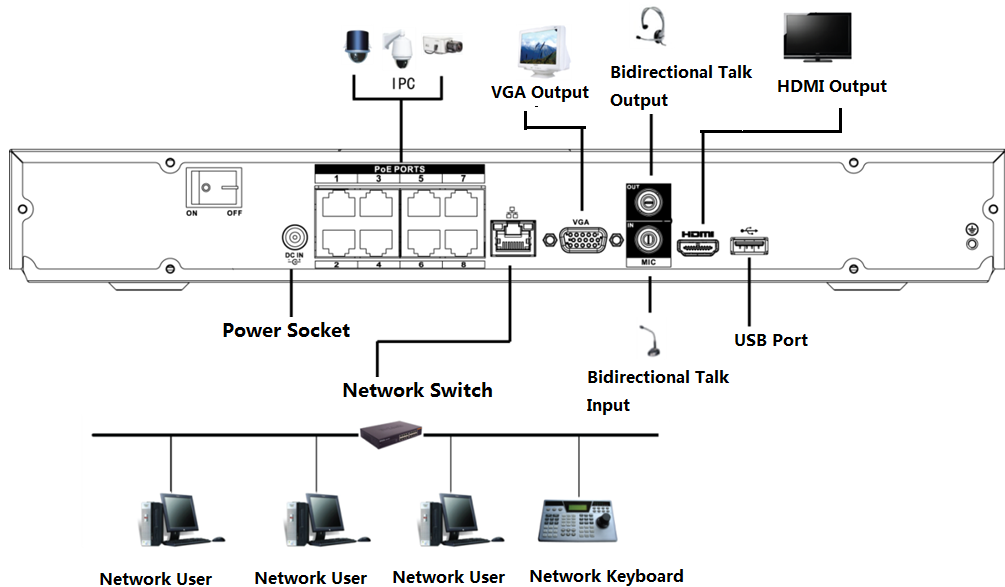 IPC
VGA Output
Bidirectional Talk
Output
HDMI Output
PoE PORTS
1 3 5 7
ON OFF
DC IN
2 4 6 8
VGA
OUT
IN
MIC
HDMI
Power Socket
Network Switch
Bidirectional Talk
Input
USB Port
Network User
Network User
Network User
Network Keyboard